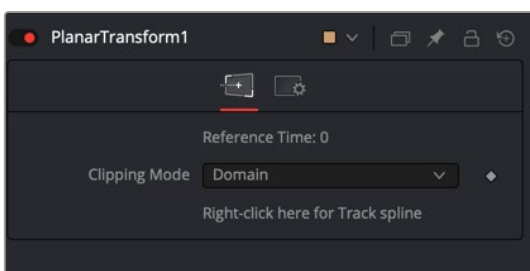 PlanarTransform1
Reference Time: 0
Clipping Mode Domain
Right-click here for Track spline